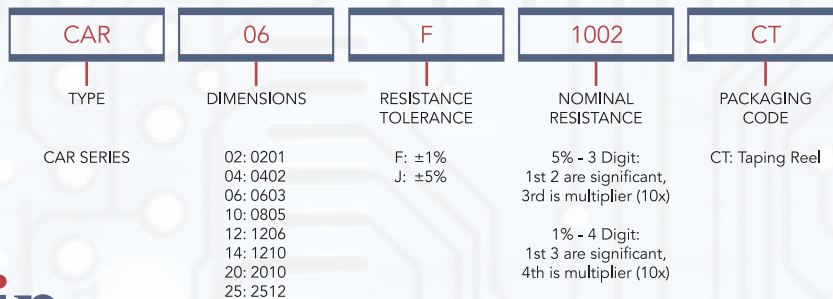 CAR 06 F 1002 CT
TYPE DIMENSIONS RESISTANCE TOLERANCE NOMINAL RESISTANCE PACKAGING CODE
CAR SERIES
02: 0201
04: 0402
06: 0603
10: 0805
12: 1206
14: 1210
20: 2010
25: 2512
F: ±1%
J: ±5%
5% - 3 Digit:
1st 2 are significant,
3rd is multiplier (10x)
1% - 4 Digit:
1st 3 are significant,
4th is multiplier (10x)
CT: Taping Reel